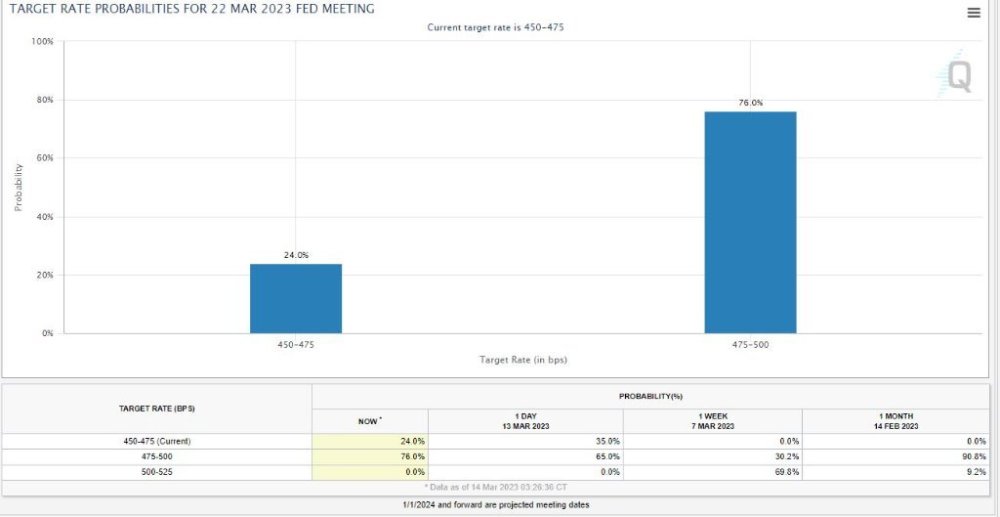 TARGET RATE PROBABILITIES FOR 22 MAR 2023 FED MEETING
Current target rate is 450-475
100%
80%
60%
40%
20%
0%
Probability
24.0%
76.0%
450-475
475-500
Target Rate (in bps)
Q
TARGET RATE (BPS)
PROBABILITY(%)
NOW *
1 DAY
13 MAR 2023
1 WEEK
7 MAR 2023
1 MONTH
14 FEB 2023
450-475 (Current) 24.0% 35.0% 0.0% 0.0%
475-500 76.0% 65.0% 30.2% 90.8%
500-525 0.0% 0.0% 69.8% 9.2%
* Data as of 14 Mar 2023 03:26:36 CT
1/1/2024 and forward are projected meeting dates